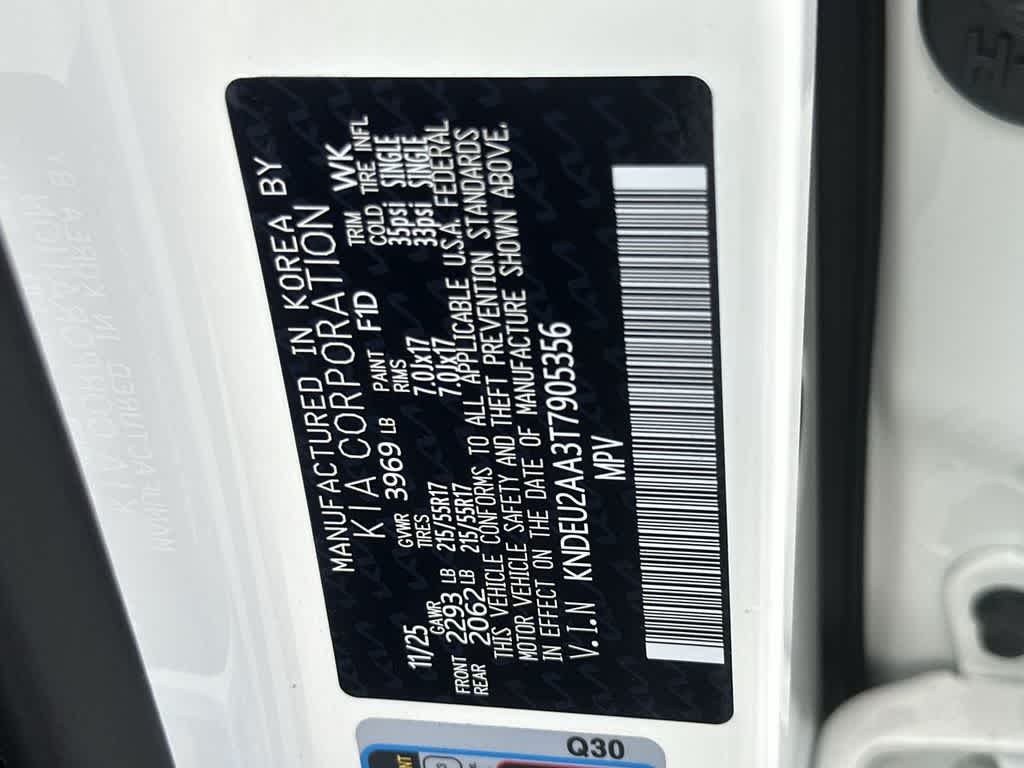 MANUFACTURED IN KOREA BY
KIA CORPORATION
11/25 GVWR 3969 LB PAINT F1D TRIM WK
GAWR TIRES RIMS COLD TIRE INFL
FRONT 2293 LB 215/55R17 7.0Jx17 35psi SINGLE
REAR 2062 LB 215/55R17 7.0Jx17 33psi SINGLE
THIS VEHICLE CONFORMS TO ALL APPLICABLE U.S.A. FEDERAL
MOTOR VEHICLE SAFETY AND THEFT PREVENTION STANDARDS
IN EFFECT ON THE DATE OF MANUFACTURE SHOWN ABOVE.
V.I.N KNDEU2AA3T7905356
MPV
Q30